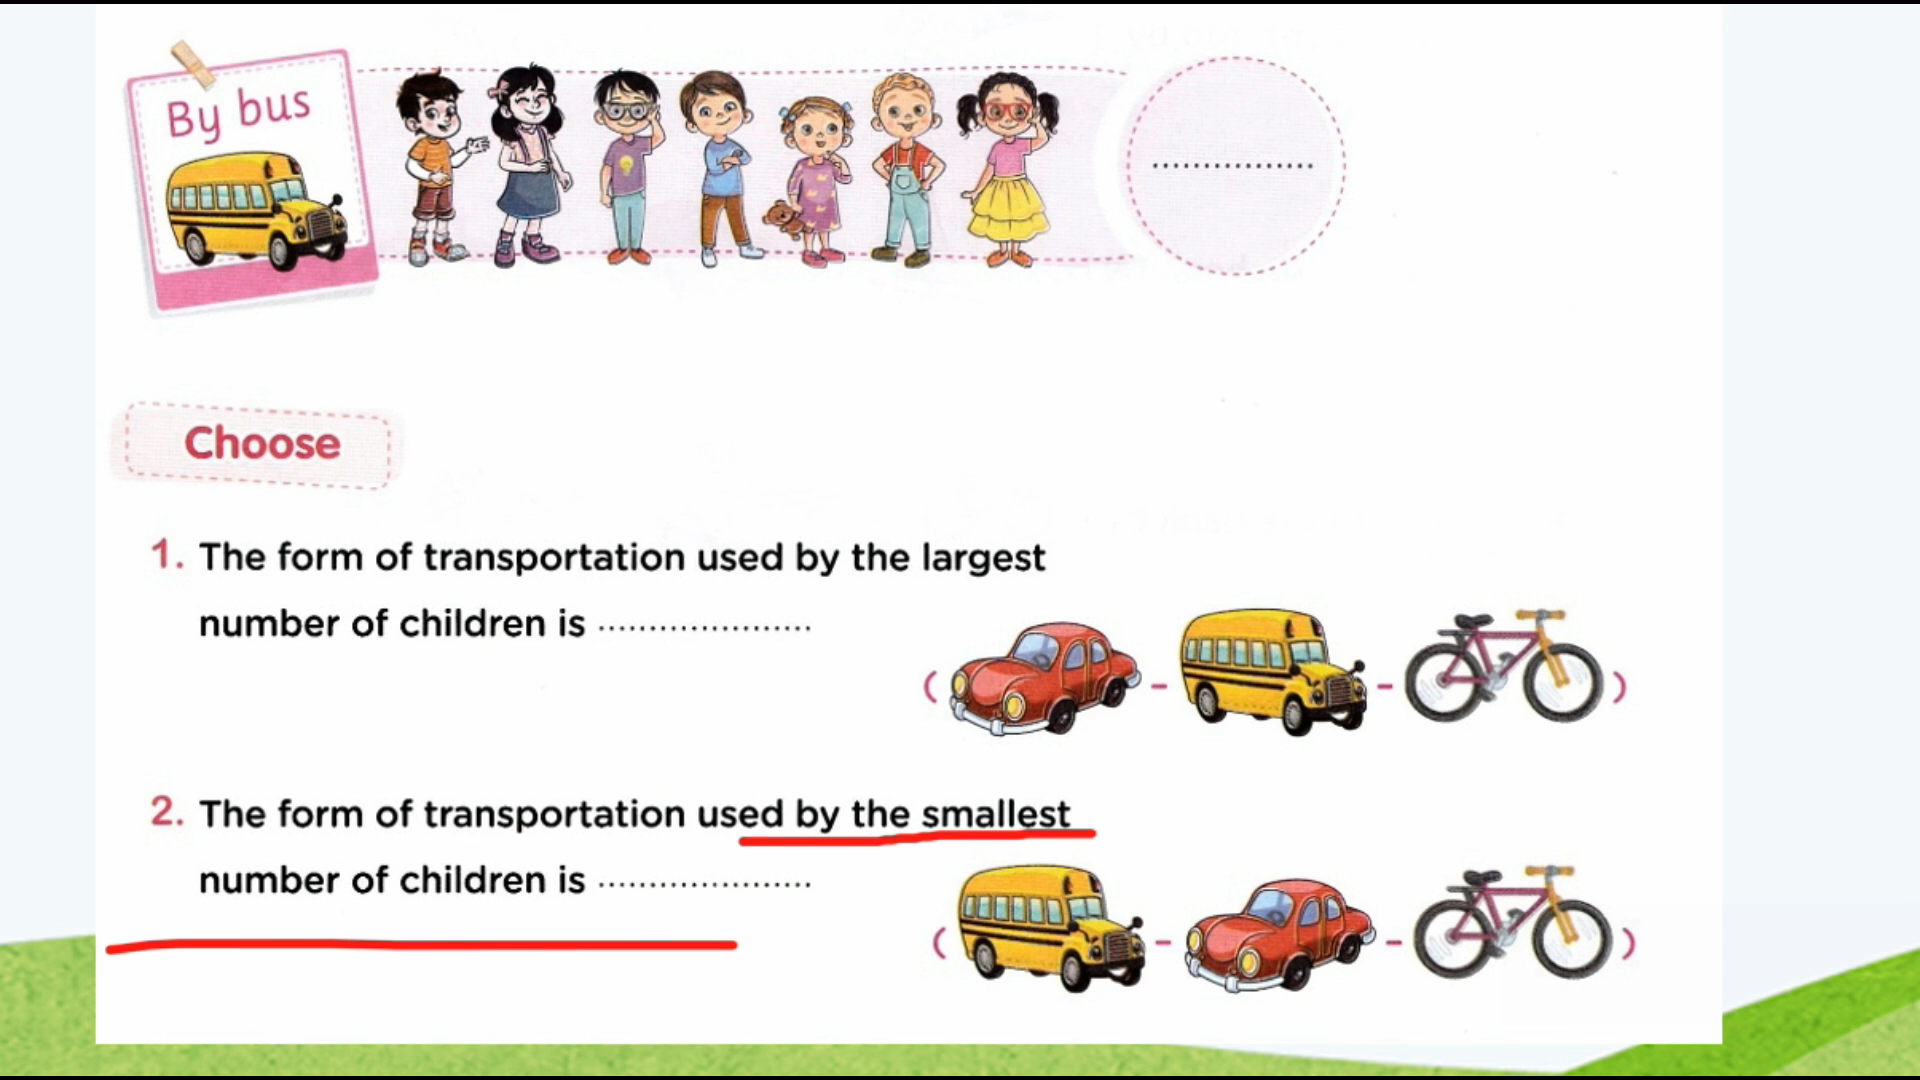 By bus
................
Choose
1. The form of transportation used by the largest
number of children is .....................
( - - )
2. The form of transportation used by the smallest
number of children is .....................
( - - )